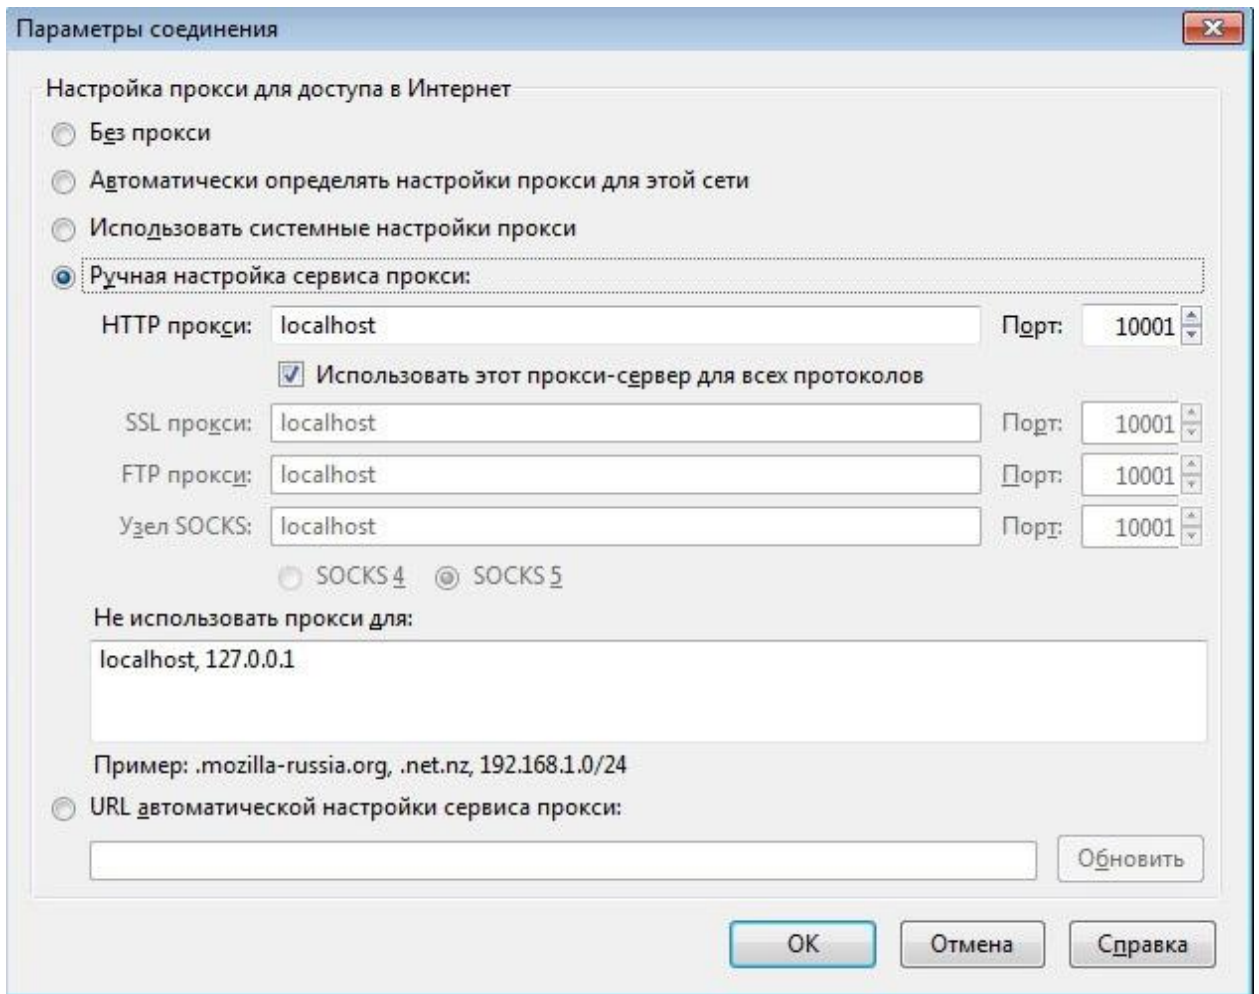 Параметры соединения
Настройка прокси для доступа в Интернет
Без прокси
Автоматически определять настройки прокси для этой сети
Использовать системные настройки прокси
Ручная настройка сервиса прокси:
HTTP прокси: localhost Порт: 10001
Использовать этот прокси-сервер для всех протоколов
SSL прокси: localhost Порт: 10001
FTP прокси: localhost Порт: 10001
Узел SOCKS: localhost Порт: 10001
SOCKS 4 SOCKS 5
Не использовать прокси для:
localhost, 127.0.0.1
Пример: .mozilla-russia.org, .net.nz, 192.168.1.0/24
URL автоматической настройки сервиса прокси:
Обновить
OK Отмена Справка